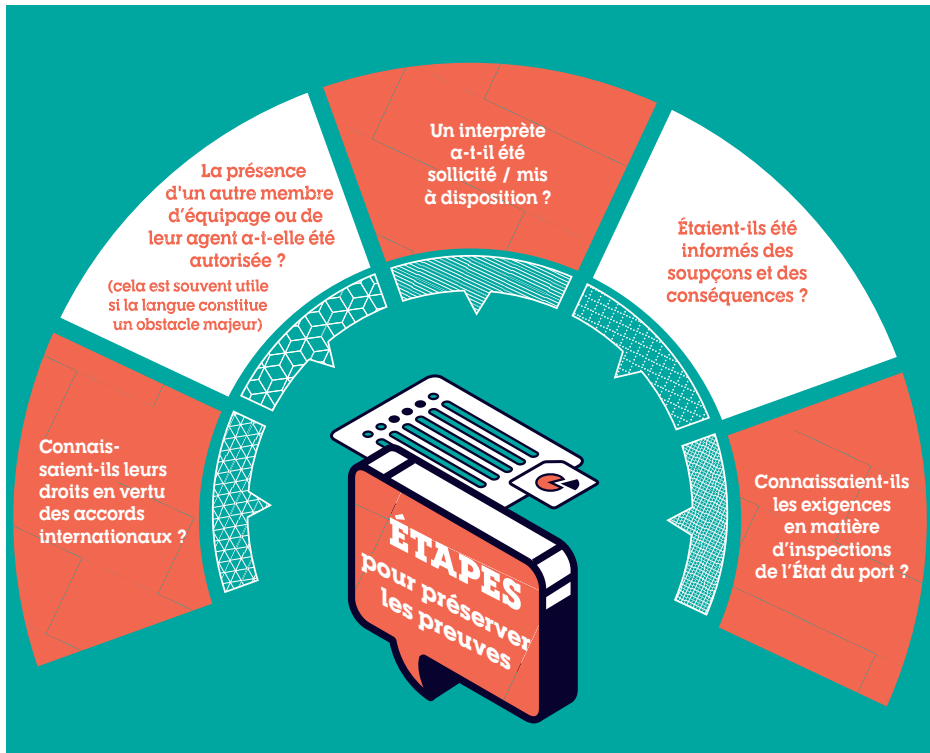 Connais-
saient-ils leurs
droits en vertu
des accords
internationaux ?
La présence
d'un autre membre
d’équipage ou de
leur agent a-t-elle été
autorisée ?
(cela est souvent utile
si la langue constitue
un obstacle majeur)
Un interprète
a-t-il été
sollicité / mis
à disposition ?
Étaient-ils été
informés des
soupçons et des
conséquences ?
Connaissaient-ils
les exigences
en matière
d’inspections
de l’État du port ?
ÉTAPES
pour préserver
les preuves